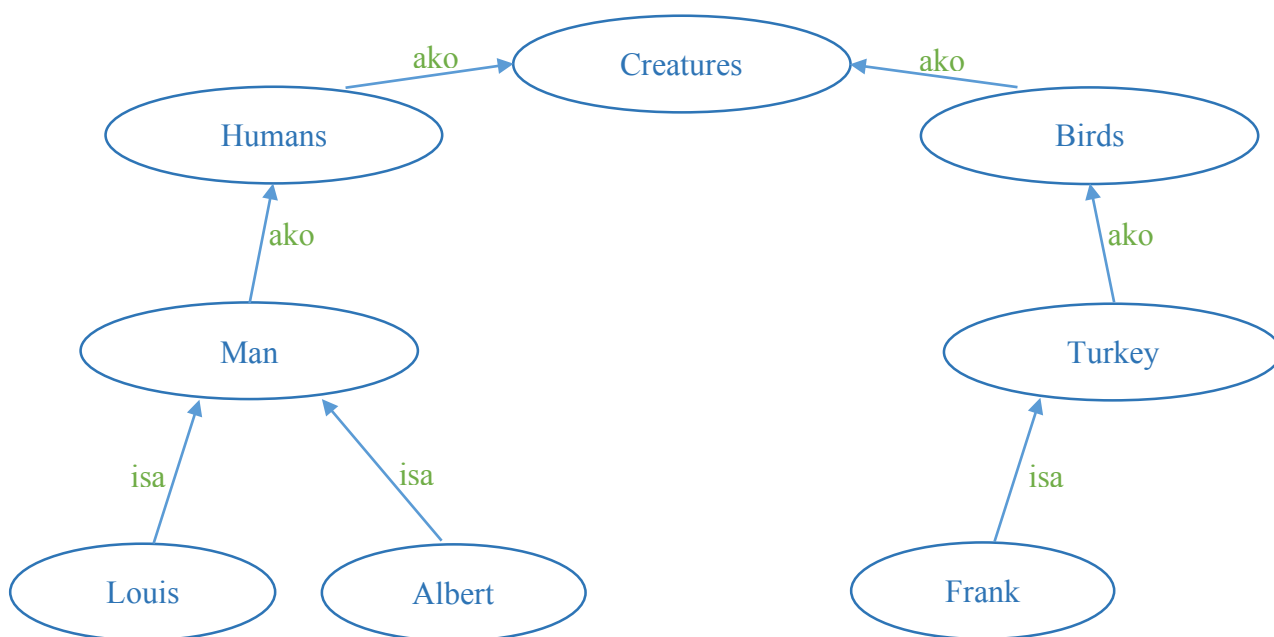 Creatures
ako
ako
Humans
Birds
ako
ako
Man
Turkey
isa
isa
isa
Louis
Albert
Frank